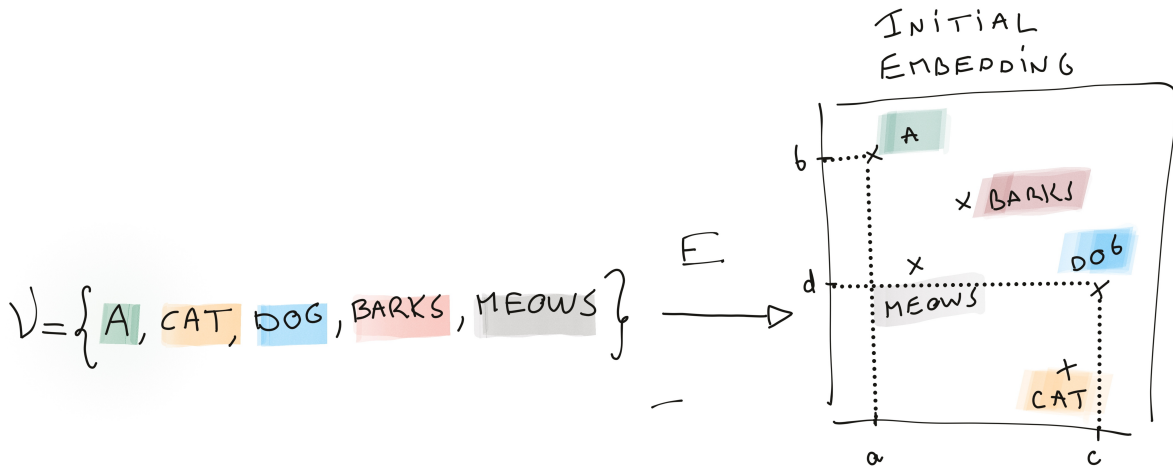 V={A, CAT, DOG, BARKS, MEOWS}
E
INITIAL
EMBEDDING
b
A
BARKS
DOG
d
MEOWS
CAT
a
c